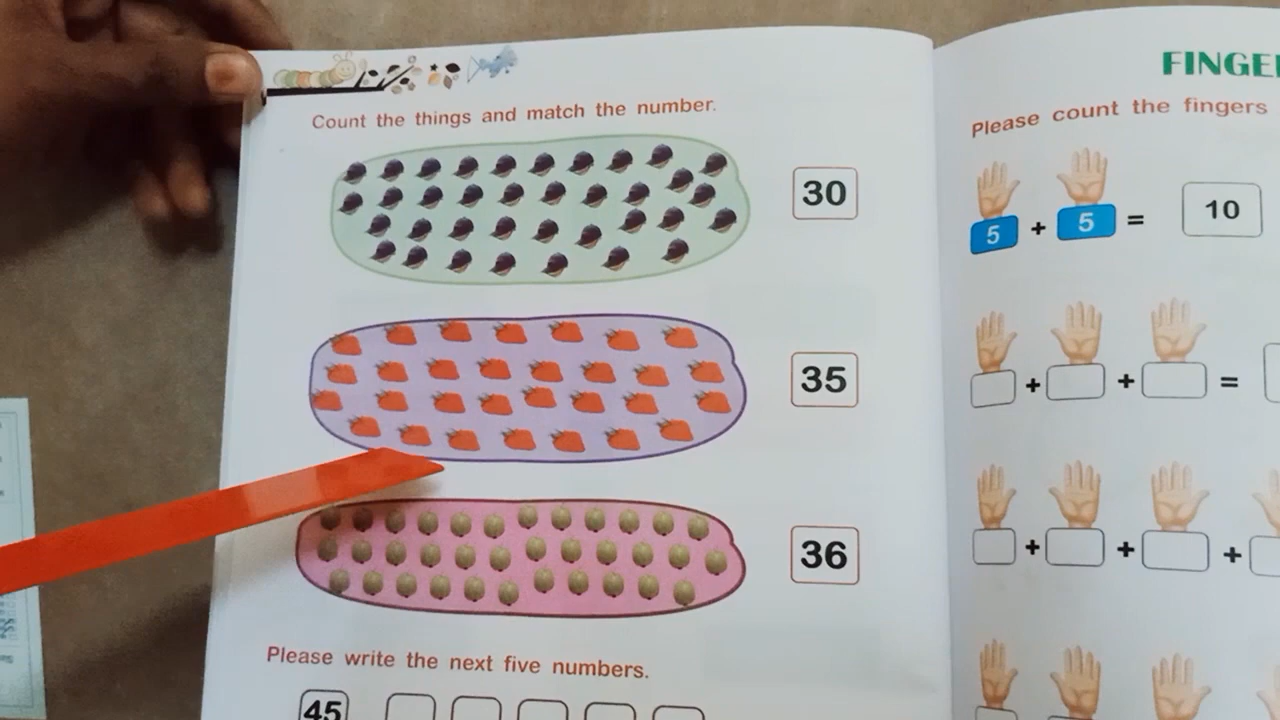 Count the things and match the number.
30
35
36
Please write the next five numbers.
45
Please count the fingers
5 + 5 = 10
+ + =
+ + +